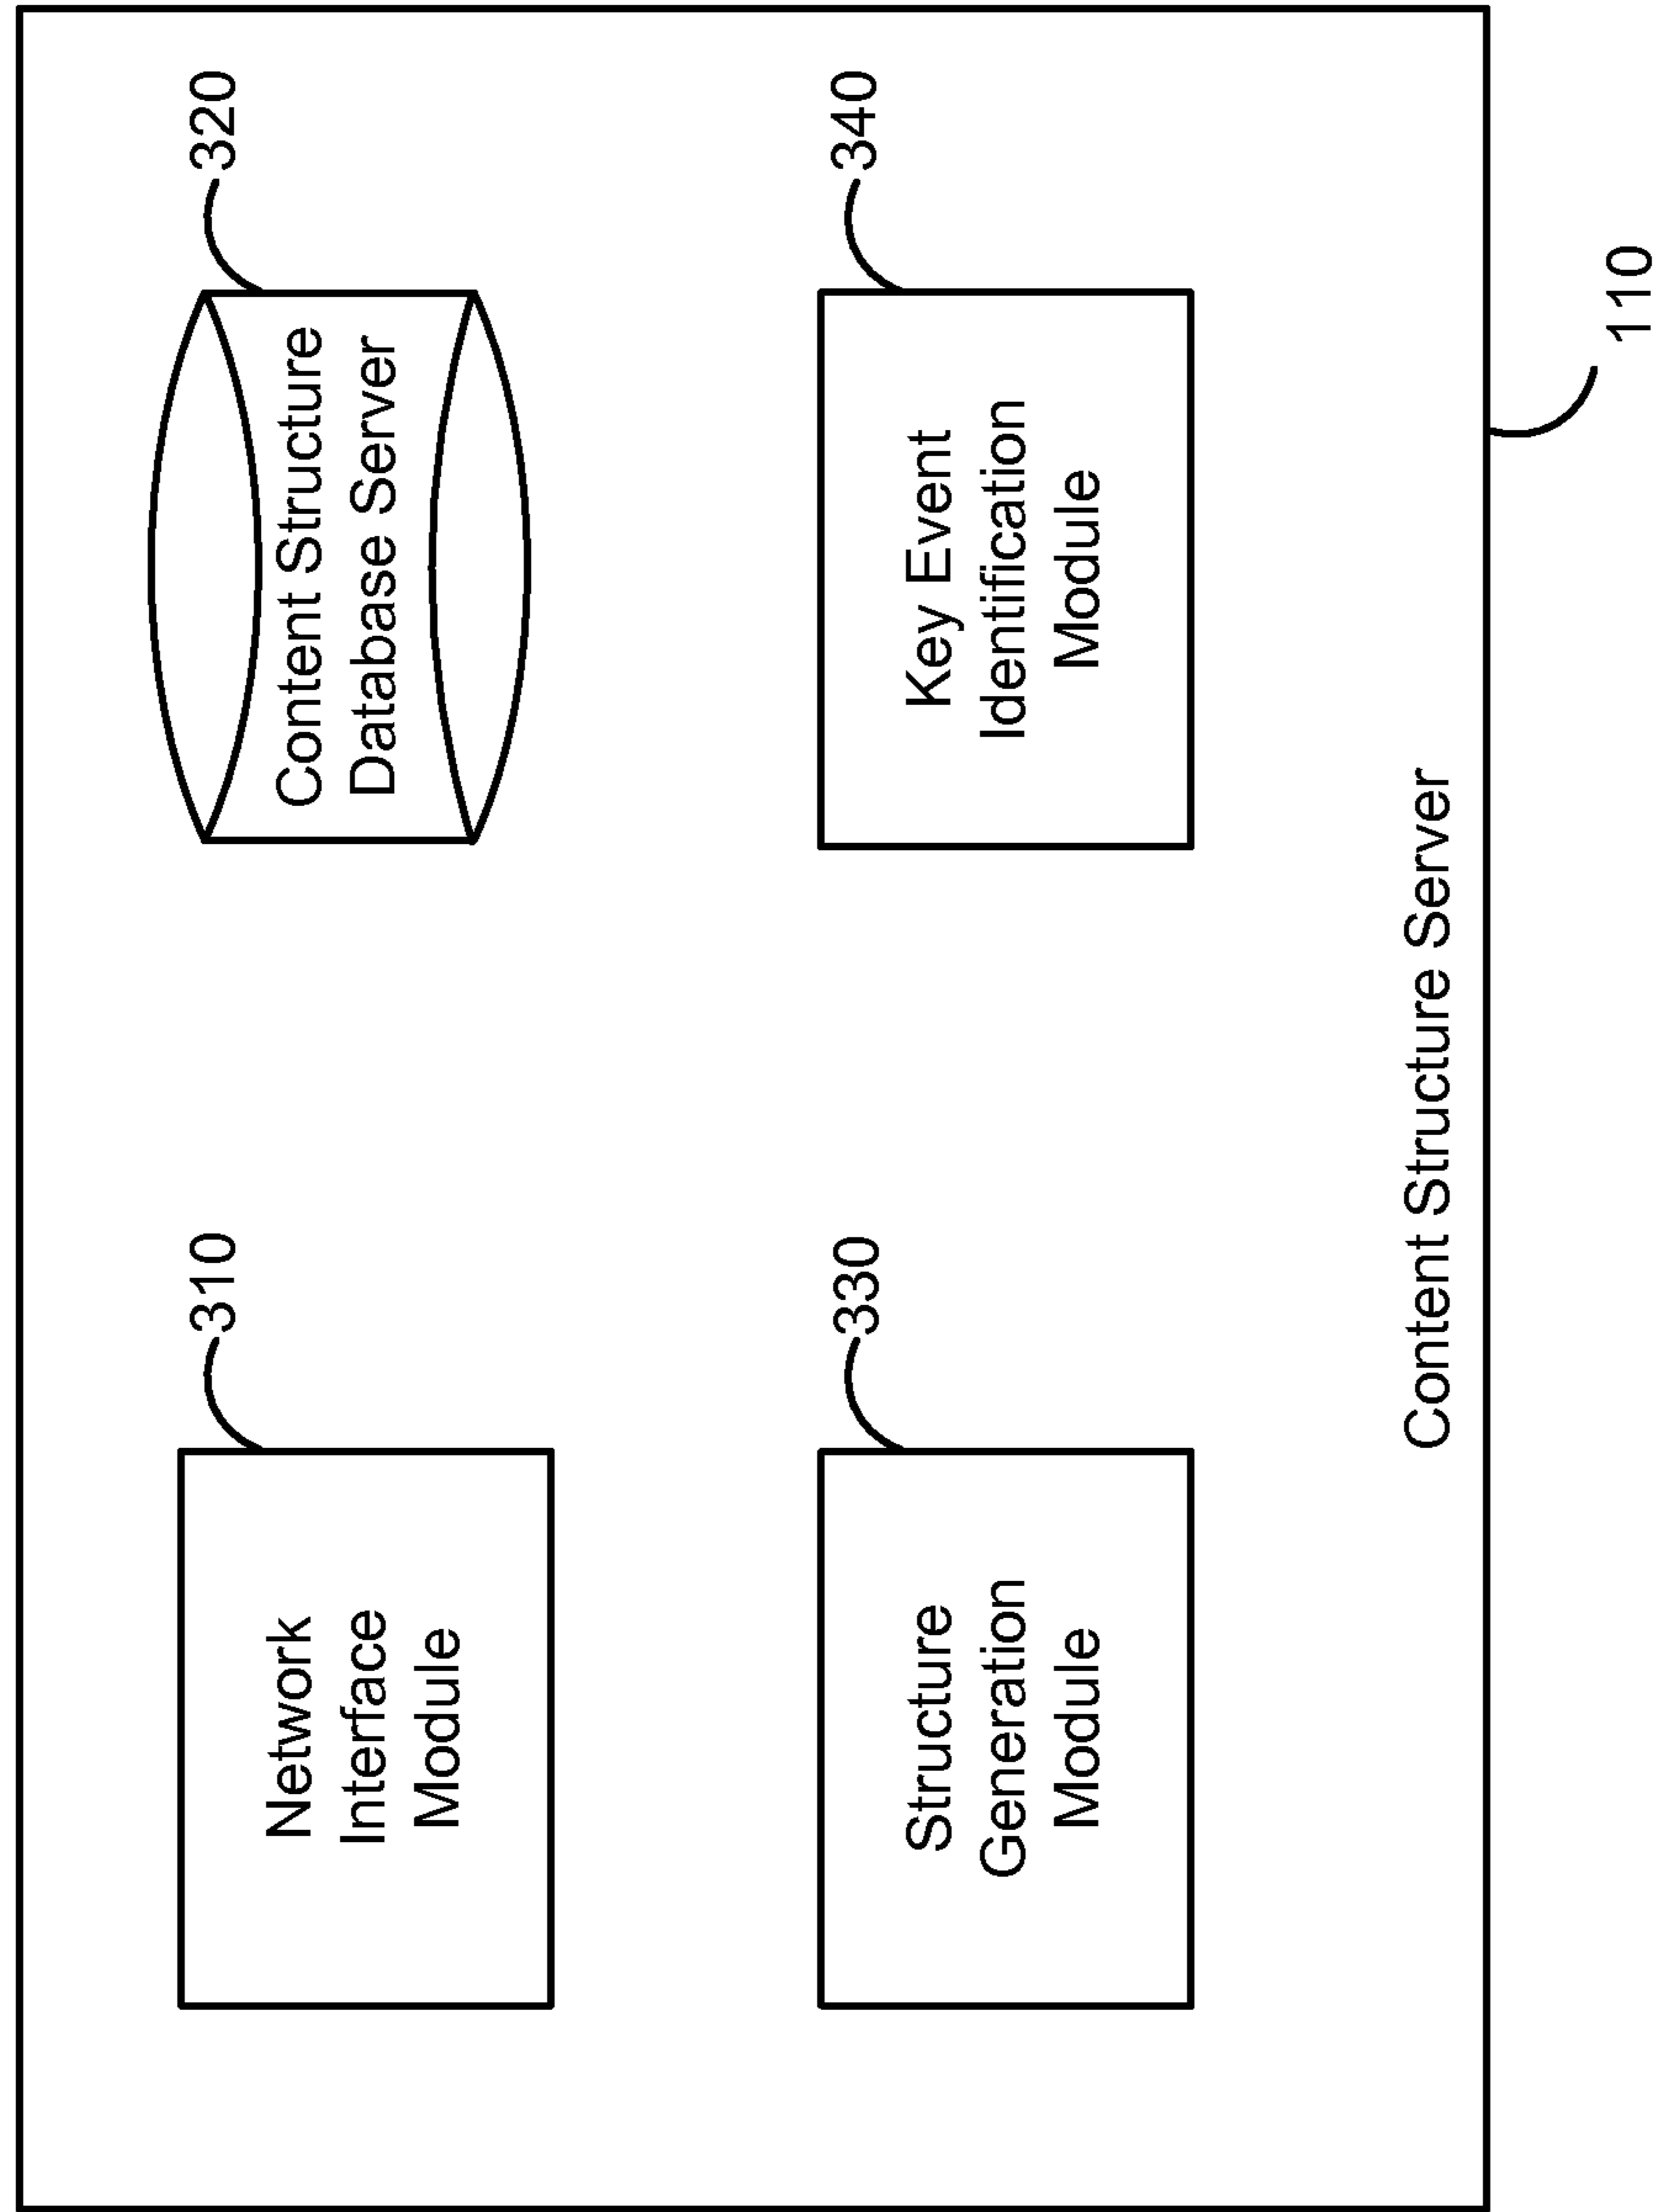 310
Network
Interface
Module
320
Content Structure
Database Server
330
Structure
Generation
Module
340
Key Event
Identification
Module
Content Structure Server
110